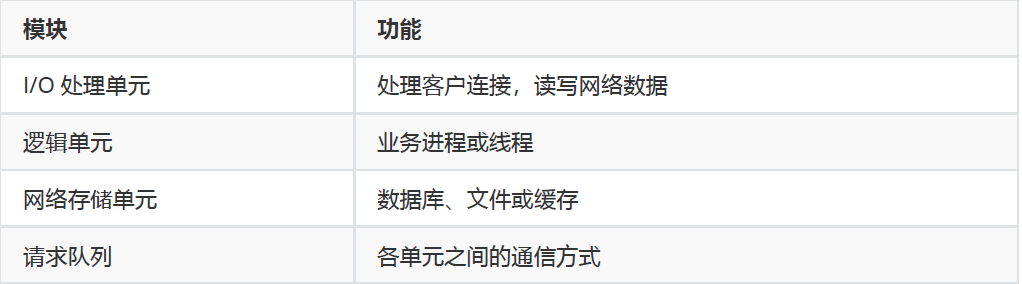 模块 功能
I/O 处理单元 处理客户连接，读写网络数据
逻辑单元 业务进程或线程
网络存储单元 数据库、文件或缓存
请求队列 各单元之间的通信方式